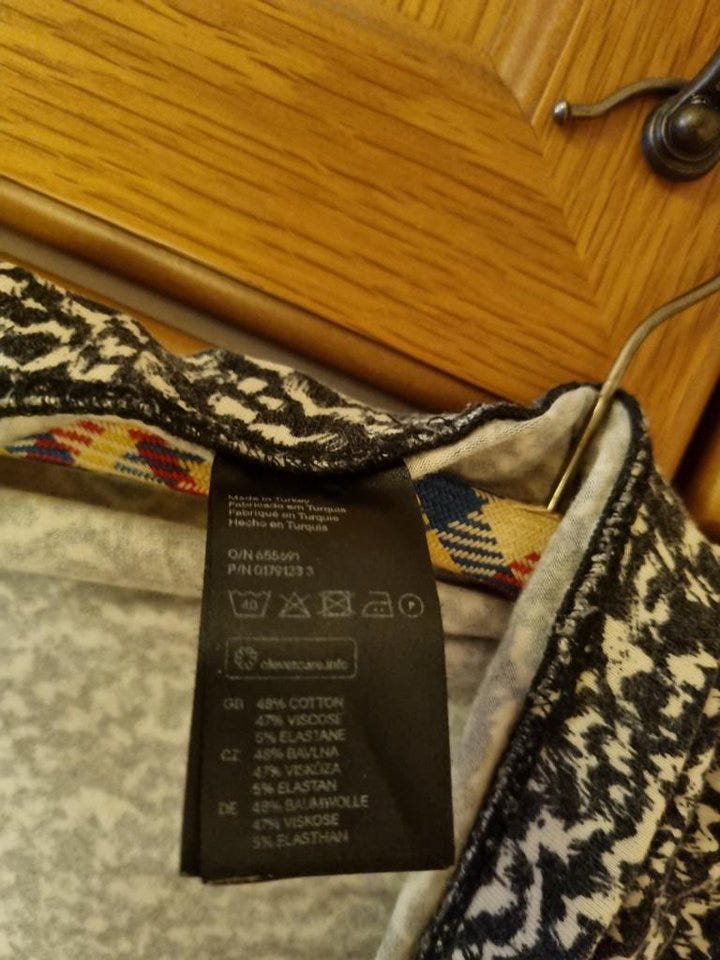 Made in Turkey
Fabricado em Turquia
Fabriqué en Turquie
Hecho en Turquía
O/N 655691
P/N 0179123 3
40
P
clevercare.info
GB 48% COTTON
47% VISCOSE
5% ELASTANE
CZ 48% BAVLNA
47% VISKÓZA
5% ELASTAN
DE 48% BAUMWOLLE
47% VISKOSE
5% ELASTHAN